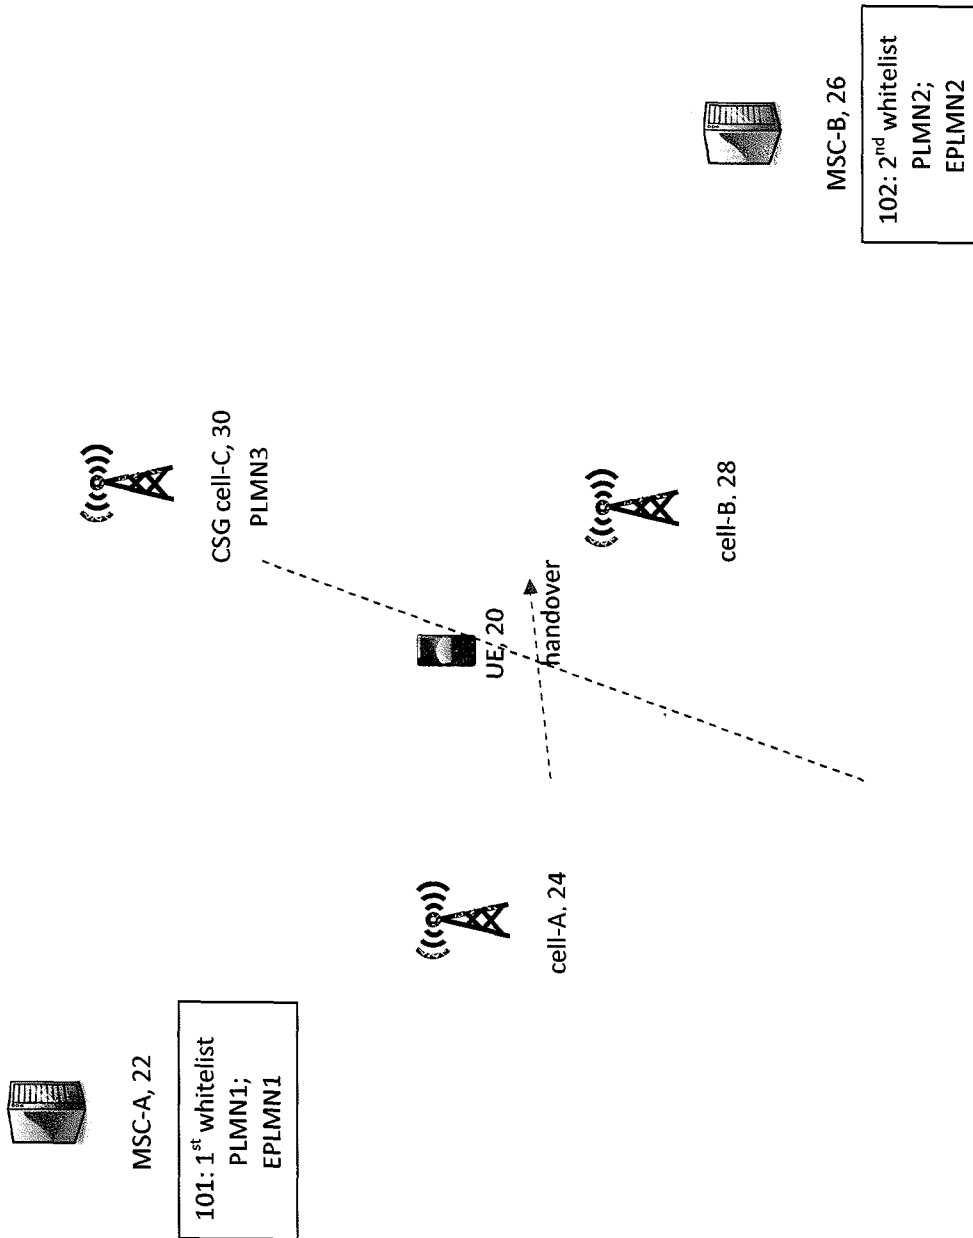 MSC-A, 22
101: 1st whitelist
PLMN1;
EPLMN1
cell-A. 24
UE, 20
handover
CSG cell-C, 30
PLMN3
cell-B. 28
MSC-B, 26
102: 2nd whitelist
PLMN2;
EPLMN2